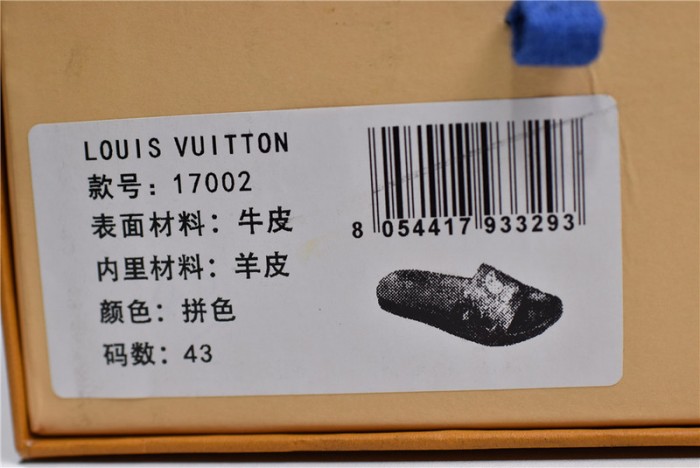 LOUIS VUITTON
款号：17002
表面材料：牛皮
内里材料：羊皮
颜色：拼色
码数：43
8 054417 933293